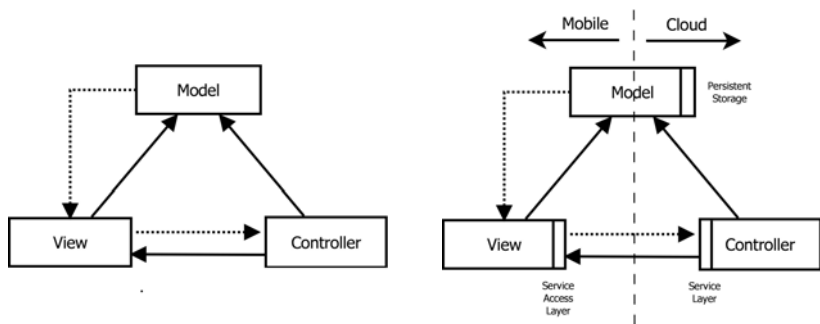 Model
View
Controller
Mobile
Cloud
Model
Persistent
Storage
View
Controller
Service
Access
Layer
Service
Layer